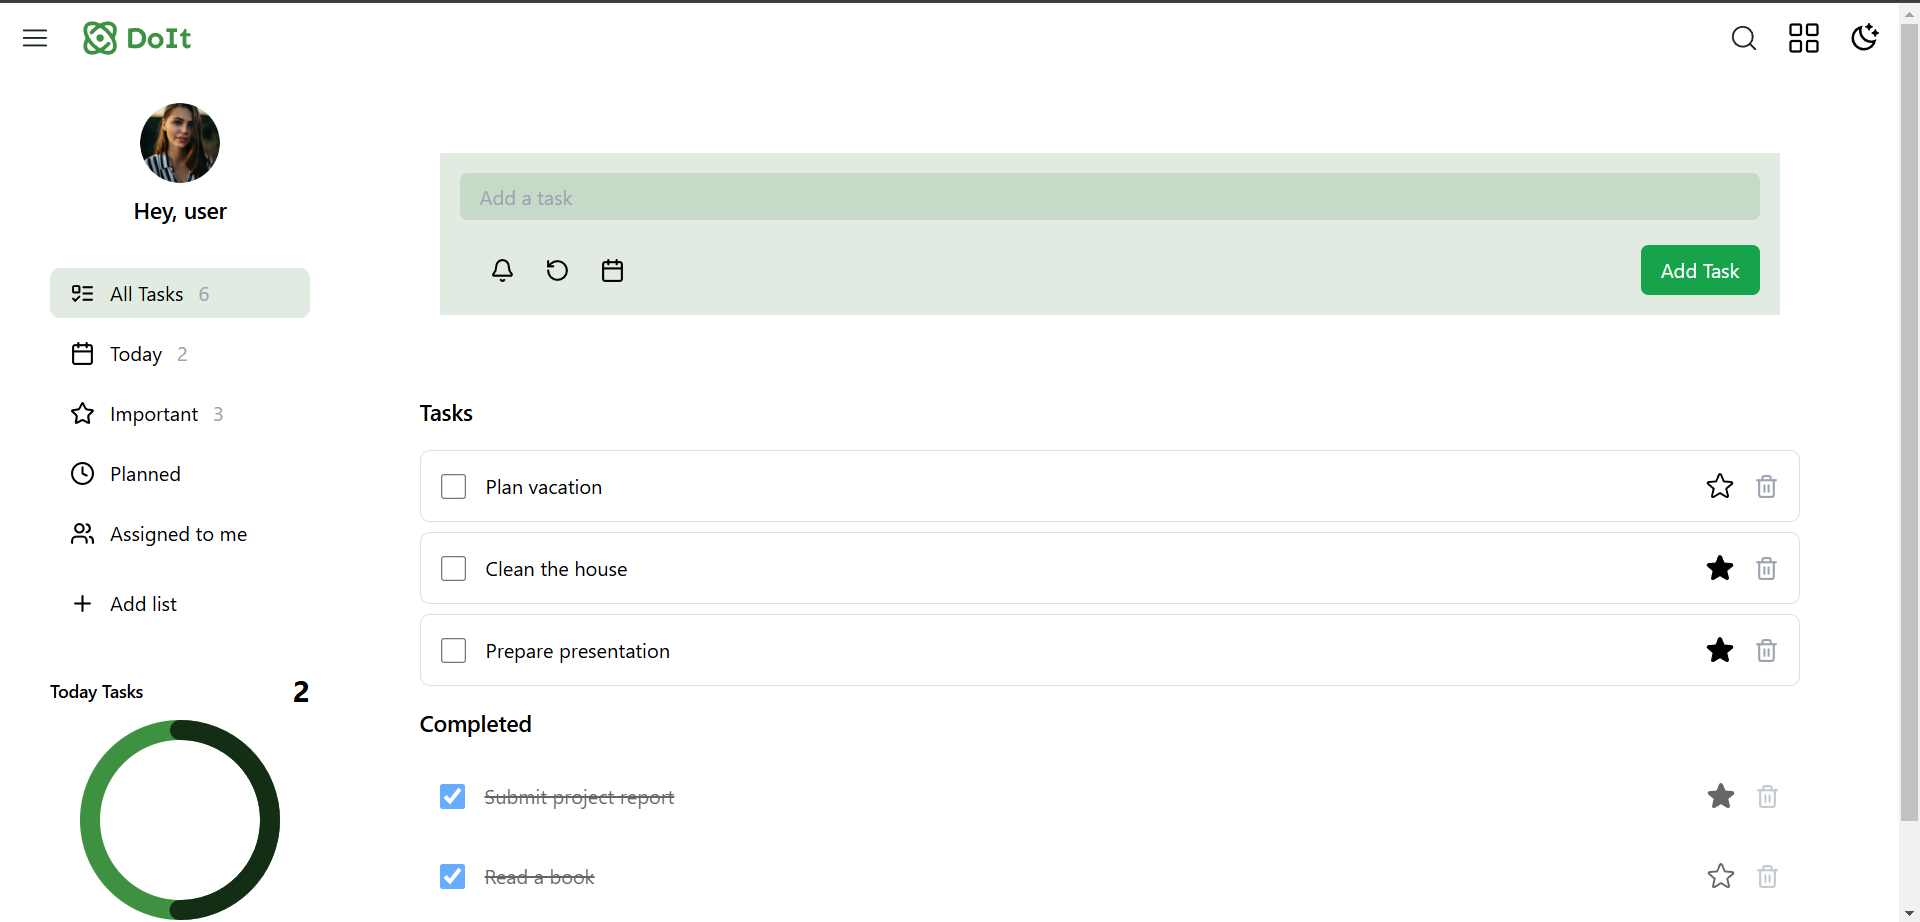 DoIt
Hey, user
All Tasks 6
Today 2
Important 3
Planned
Assigned to me
Add list
Today Tasks 2
Add a task
Add Task
Tasks
Plan vacation
Clean the house
Prepare presentation
Completed
Submit project report
Read a book